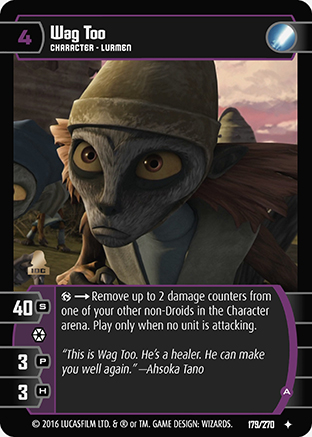 4 Wag Too
CHARACTER - LURMEN
40 S
3 P
3 H
→ Remove up to 2 damage counters from
one of your other non-Droids in the Character
arena. Play only when no unit is attacking.
“This is Wag Too. He’s a healer. He can make
you well again.” —Ahsoka Tano
A
© 2016 LUCASFILM LTD. & ® or TM. GAME DESIGN: WIZARDS. 179/270